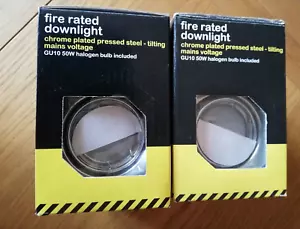 fire rated
downlight
chrome plated pressed steel - tilting
mains voltage
GU10 50W halogen bulb included
fire rated
downlight
chrome plated pressed steel - tilting
mains voltage
GU10 50W halogen bulb included